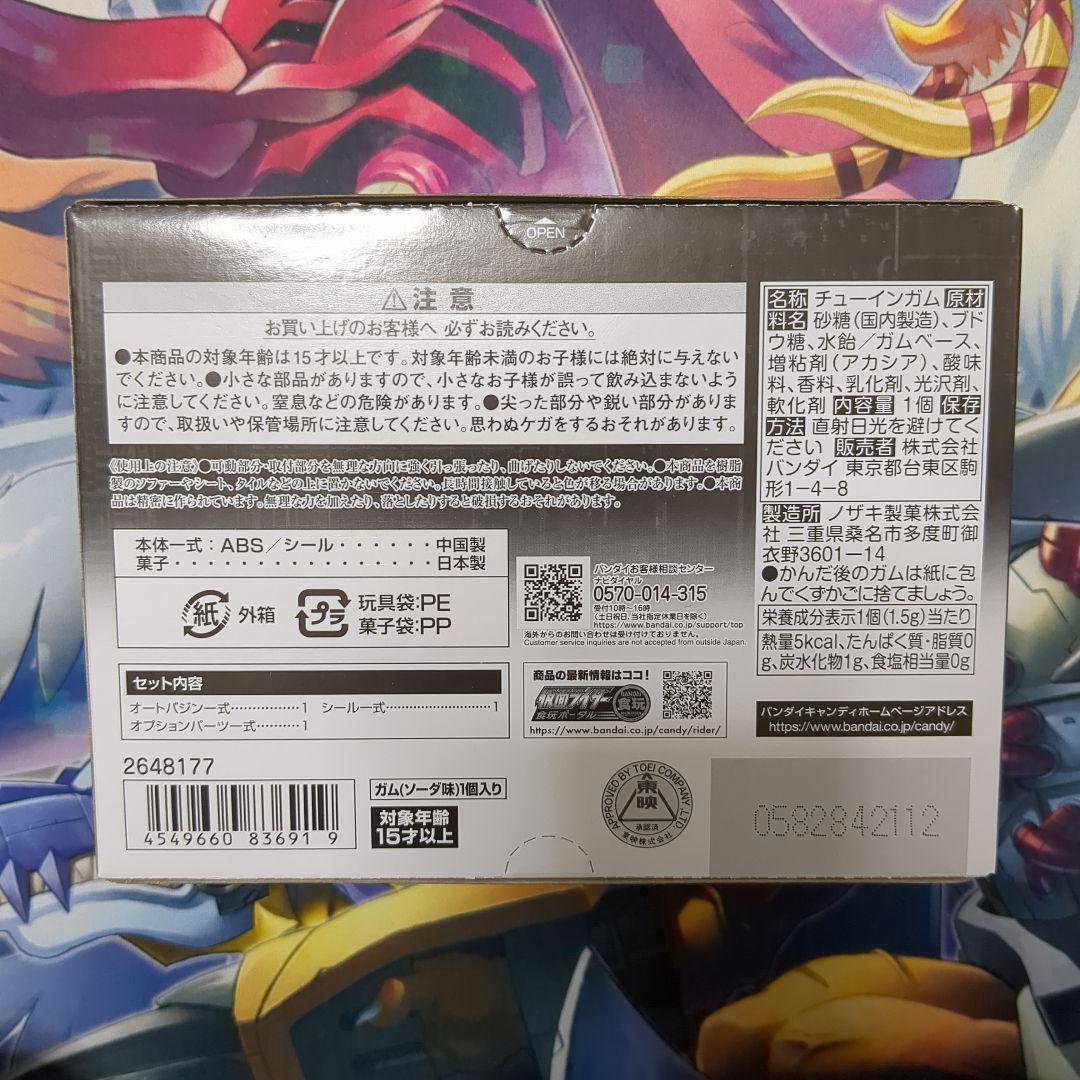 OPEN
⚠注意
お買い上げのお客様へ 必ずお読みください。
●本商品の対象年齢は15才以上です。対象年齢未満のお子様には絶対に与えない
でください。●小さな部品がありますので、小さなお子様が誤って飲み込まないよう
に注意してください。窒息などの危険があります。●尖った部分や鋭い部分がありま
すので、取扱いや保管場所に注意してください。思わぬケガをするおそれがあります。
《使用上の注意》●可動部分・取付部分を無理な方向に強く引っ張ったり、曲げたりしないでください。●本商品を樹脂
製のソファーやシート、タイルなどの上に置かないでください。長時間接触していると色が移る場合があります。●本商
品は精密に作られています。無理な力を加えたり、落としたりすると破損するおそれがあります。
本体一式:ABS/シール・・・・・・中国製
菓子・・・・・・・・・・・・・・・・日本製
紙 外箱
プラ 玩具袋:PE
菓子袋:PP
バンダイお客様相談センター
ナビダイヤル
0570-014-315
受付10時〜16時
(土日祝日、当社指定休業日を除く)
https://www.bandai.co.jp/support/top
海外からのお問い合わせは受け付けておりません。
Customer service inquiries are not accepted from outside Japan.
セット内容
オートバジン一式……………1 シール一式……………………1
オプションパーツ一式………1
商品の最新情報はココ!
仮面ライダー
食玩ポータル
BANDAI
食玩
https://www.bandai.co.jp/candy/rider/
2648177
4549660 83691 9
ガム(ソーダ味)1個入り
対象年齢
15才以上
APPROVED BY TOEI COMPANY, LTD.
東映
承認済
東映株式会社
0582842112
名称 チューインガム 原材
料名 砂糖(国内製造)、ブド
ウ糖、水飴/ガムベース、
増粘剤(アカシア)、酸味
料、香料、乳化剤、光沢剤、
軟化剤 内容量 1個 保存
方法 直射日光を避けてく
ださい 販売者 株式会社
バンダイ 東京都台東区駒
形1-4-8
製造所 ノザキ製菓株式会
社 三重県桑名市多度町御
衣野3601-14
●かんだ後のガムは紙に包
んでくずかごに捨てましょう。
栄養成分表示1個(1.5g)当たり
熱量5kcal、たんぱく質・脂質0
g、炭水化物1g、食塩相当量0g
バンダイキャンディホームページアドレス
https://www.bandai.co.jp/candy/